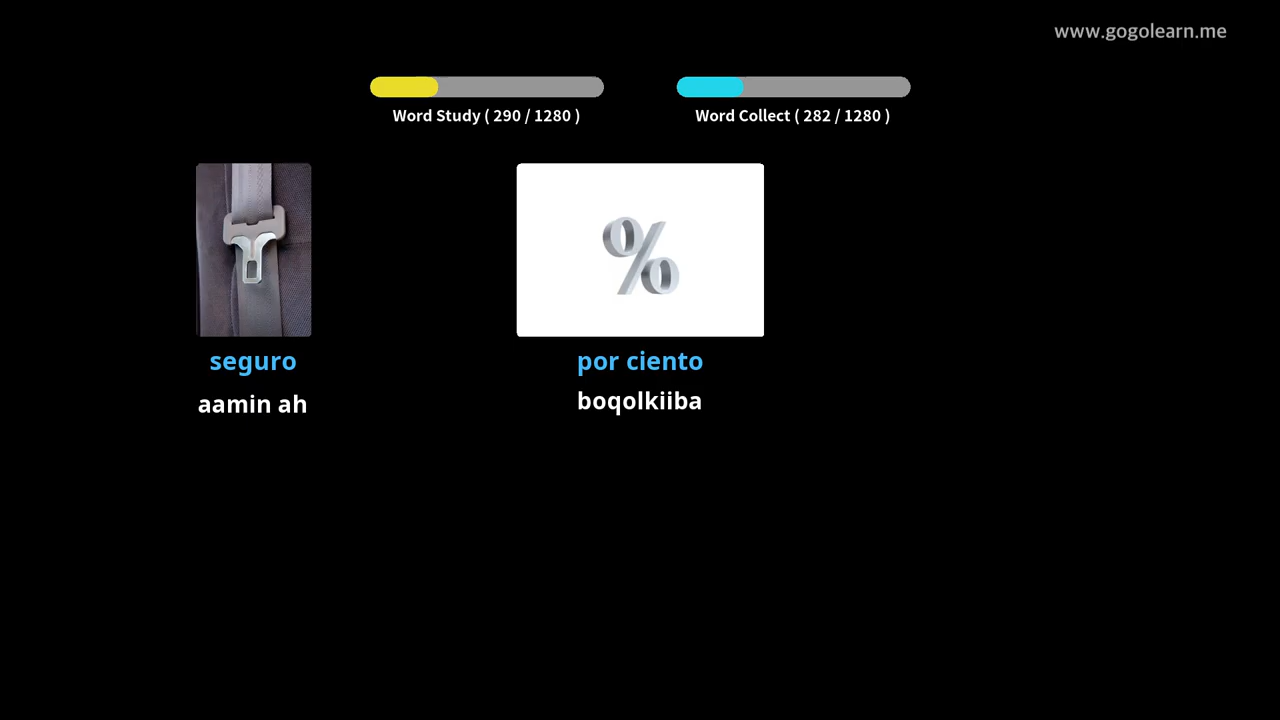 www.gogolearn.me
Word Study ( 290 / 1280 )
Word Collect ( 282 / 1280 )
%
seguro
por ciento
aamin ah
boqolkiiba